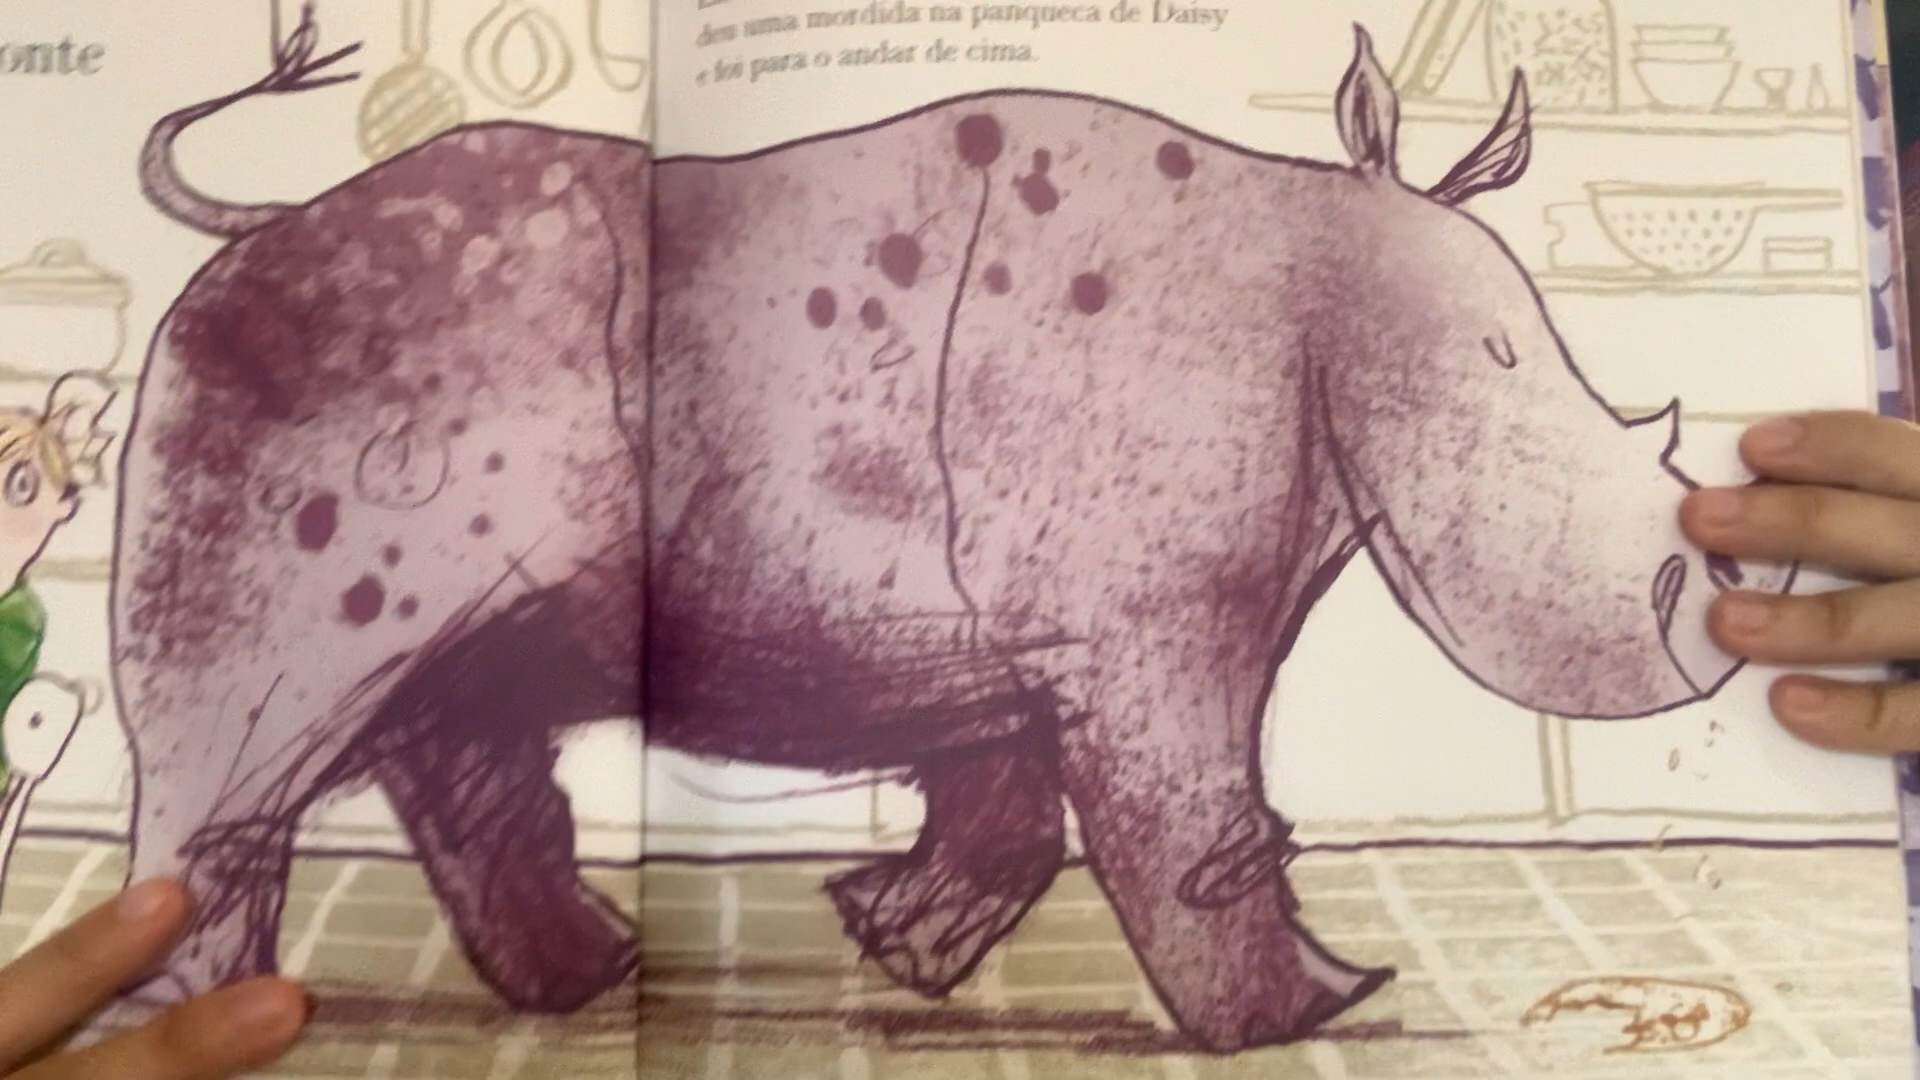 onte
deu uma mordida na panqueca de Daisy
e foi para o andar de cima.